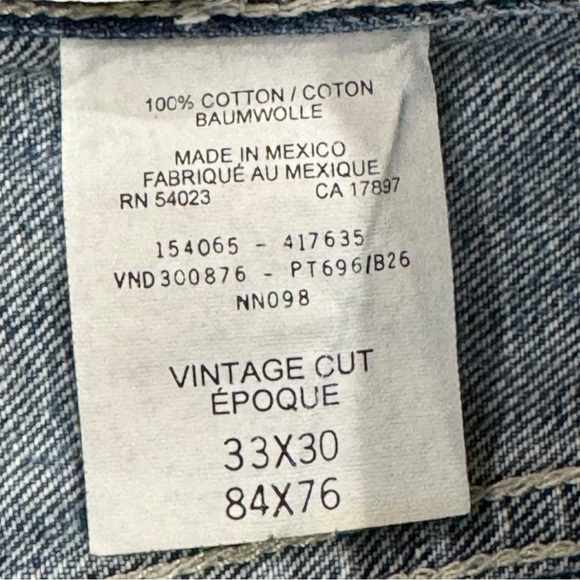 100% COTTON / COTON
BAUMWOLLE
MADE IN MEXICO
FABRIQUÉ AU MEXIQUE
RN 54023 CA 17897
154065 - 417635
VND300876 - PT696/B26
NN098
VINTAGE CUT
ÉPOQUE
33X30
84X76